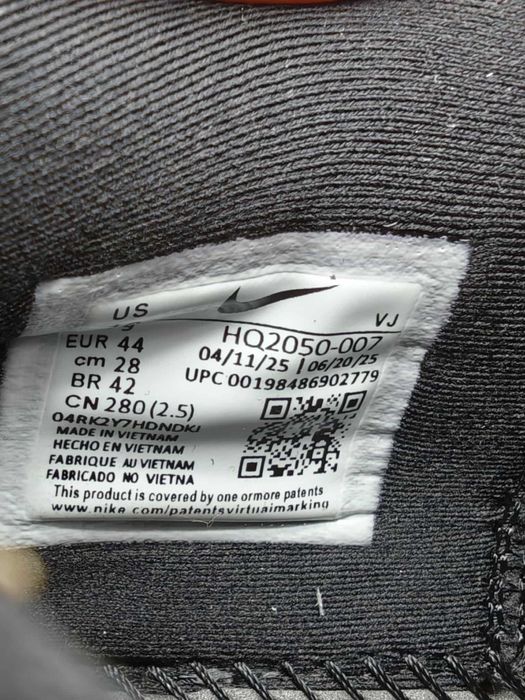 US
VJ
EUR 44
HQ2050-007
cm 28
04/11/25 | 06/20/25
BR 42
UPC 00198486902779
CN 280 (2.5)
04RK2Y7HDNDKJ
MADE IN VIETNAM
HECHO EN VIETNAM
FABRIQUE AU VIETNAM
FABRICADO NO VIETNA
This product is covered by one ormore patents
www.nike.com/patentsvirtualmarking